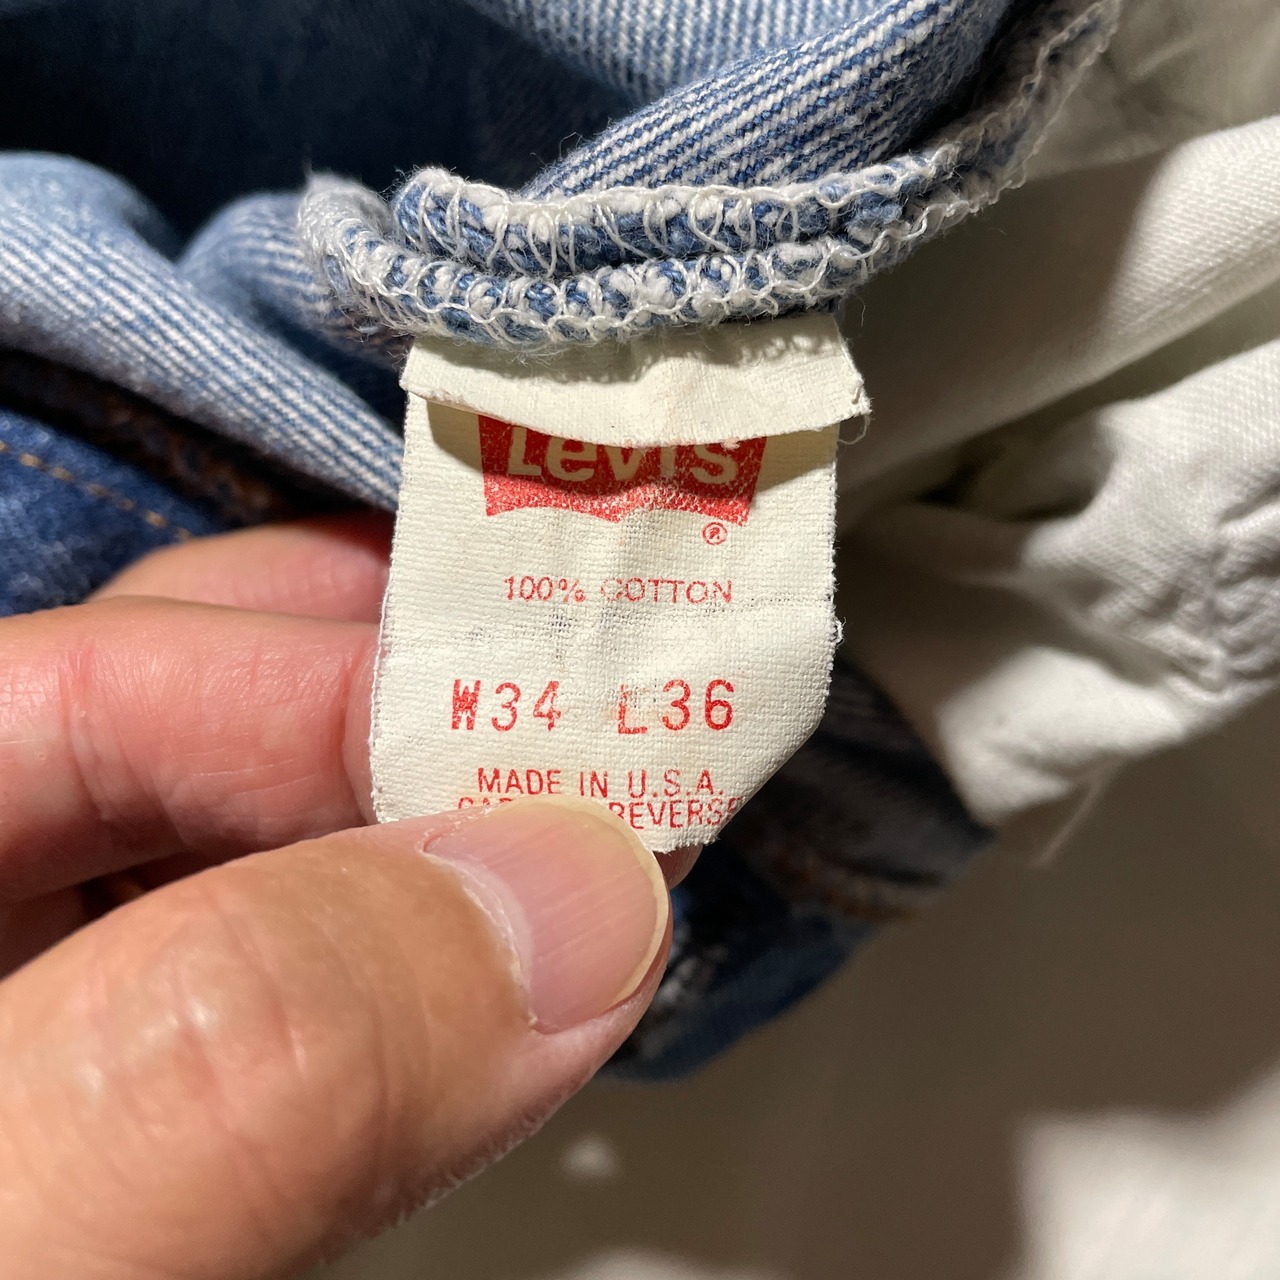 Levi's
®
100% COTTON
W34 L36
MADE IN U.S.A.